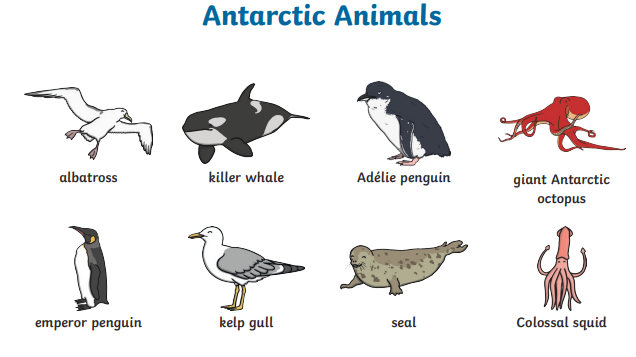 Antarctic Animals
albatross
killer whale
Adélie penguin
giant Antarctic
octopus
emperor penguin
kelp gull
seal
Colossal squid